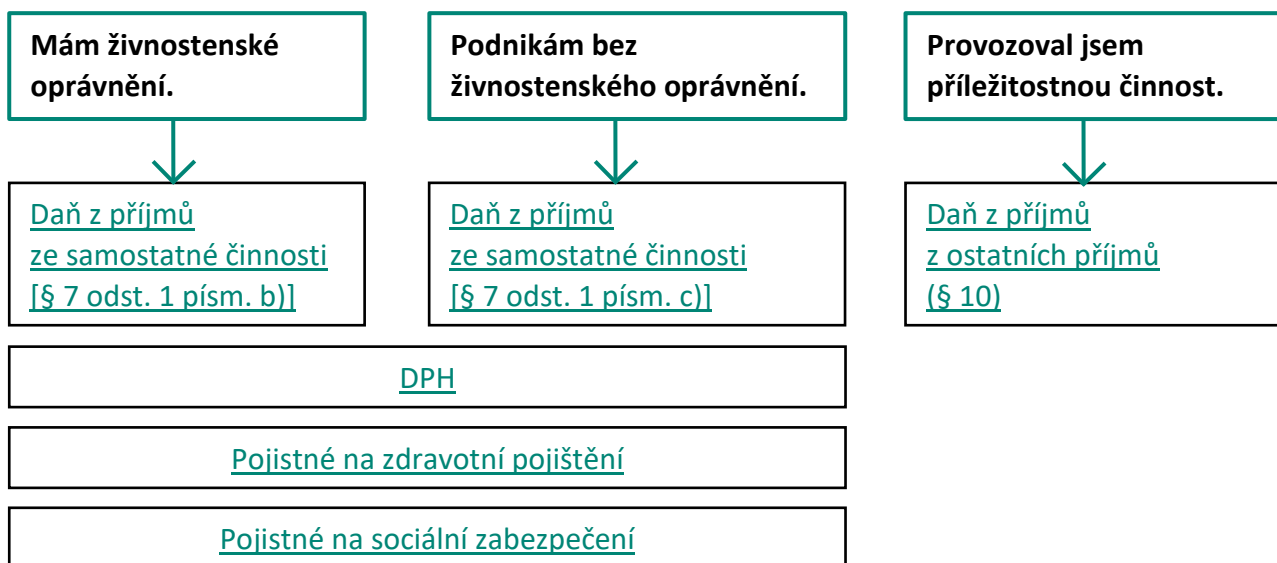 Mám živnostenské
oprávnění.
Podnikám bez
živnostenského oprávnění.
Provozoval jsem
příležitostnou činnost.
Daň z příjmů
ze samostatné činnosti
[§ 7 odst. 1 písm. b)]
Daň z příjmů
ze samostatné činnosti
[§ 7 odst. 1 písm. c)]
Daň z příjmů
z ostatních příjmů
(§ 10)
DPH
Pojistné na zdravotní pojištění
Pojistné na sociální zabezpečení